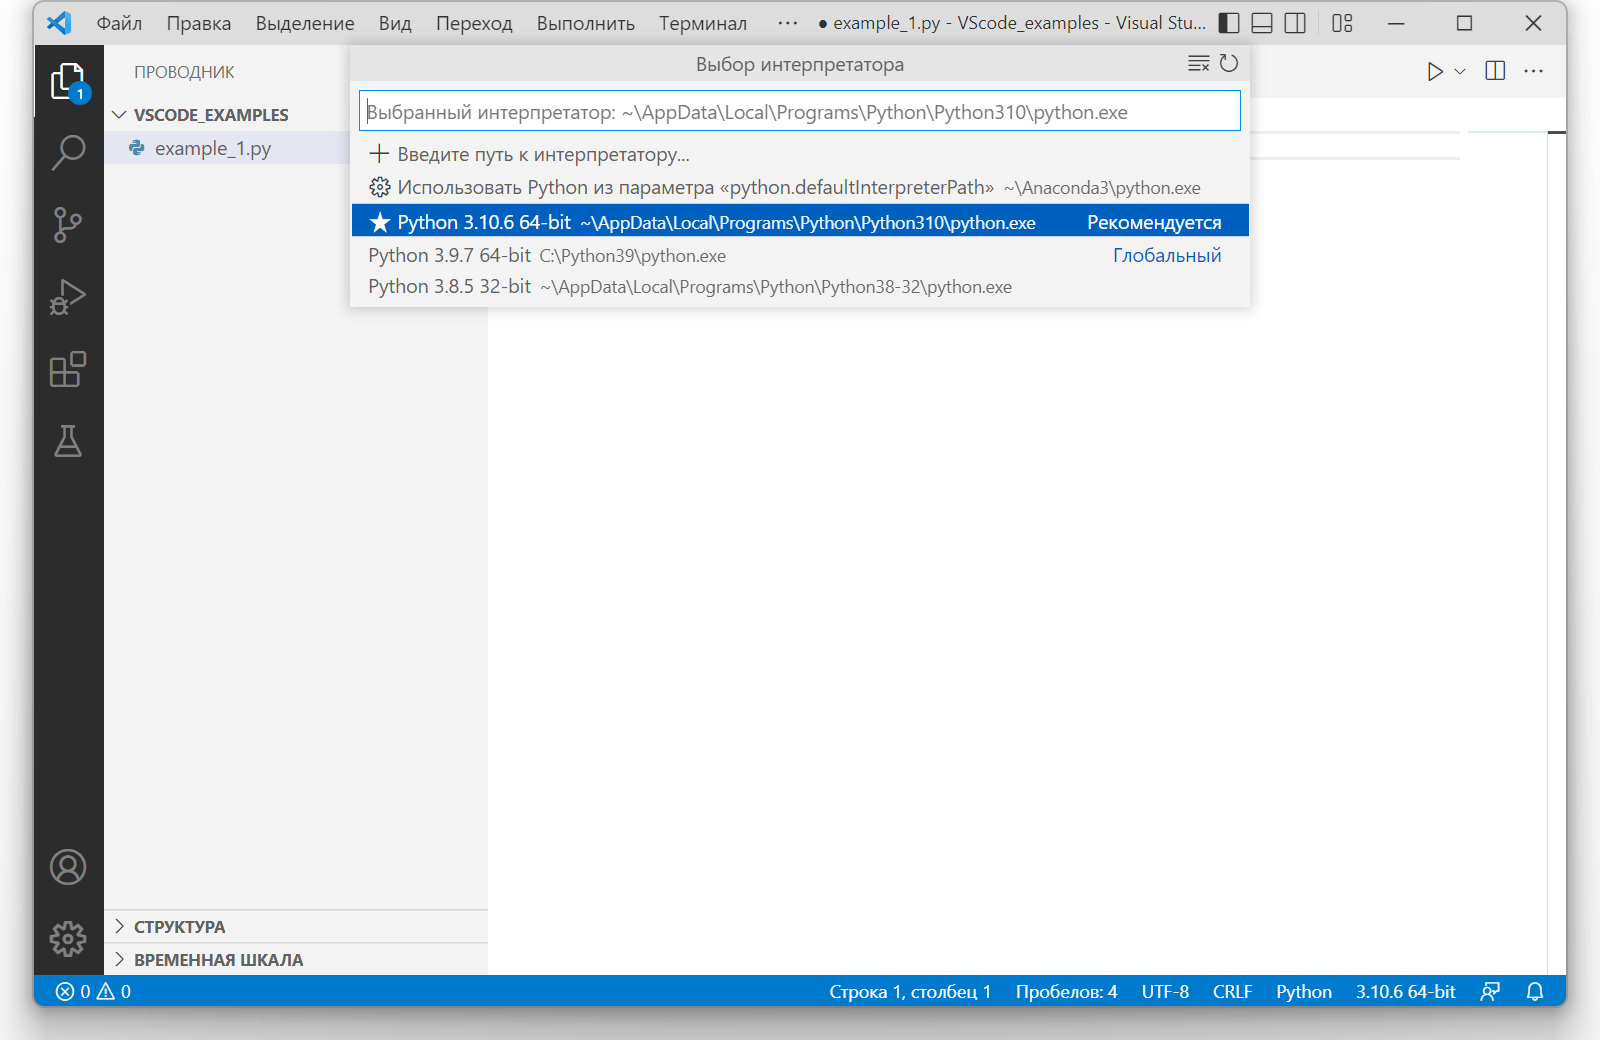 Файл Правка Выделение Вид Переход Выполнить Терминал ··· ● example_1.py - VScode_examples - Visual Stu...
ПРОВОДНИК
Выбор интерпретатора
1
VSCODE_EXAMPLES
Выбранный интерпретатор: ~\AppData\Local\Programs\Python\Python310\python.exe
example_1.py
Введите путь к интерпретатору...
Использовать Python из параметра «python.defaultInterpreterPath» ~\Anaconda3\python.exe
Python 3.10.6 64-bit ~\AppData\Local\Programs\Python\Python310\python.exe Рекомендуется
Python 3.9.7 64-bit C:\Python39\python.exe Глобальный
Python 3.8.5 32-bit ~\AppData\Local\Programs\Python\Python38-32\python.exe
СТРУКТУРА
ВРЕМЕННАЯ ШКАЛА
0 0 Строка 1, столбец 1 Пробелов: 4 UTF-8 CRLF Python 3.10.6 64-bit